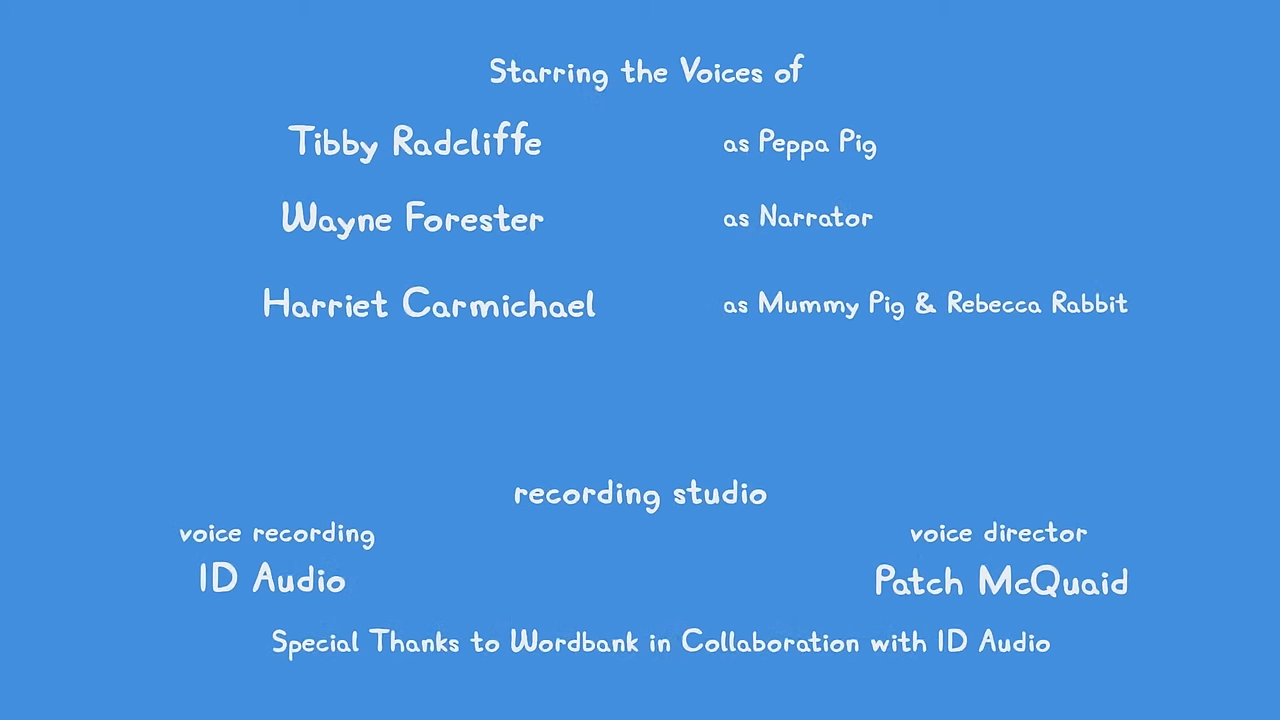 Starring the Voices of
Tibby Radcliffe as Peppa Pig
Wayne Forester as Narrator
Harriet Carmichael as Mummy Pig & Rebecca Rabbit
recording studio
voice recording voice director
ID Audio Patch McQuaid
Special Thanks to Wordbank in Collaboration with ID Audio